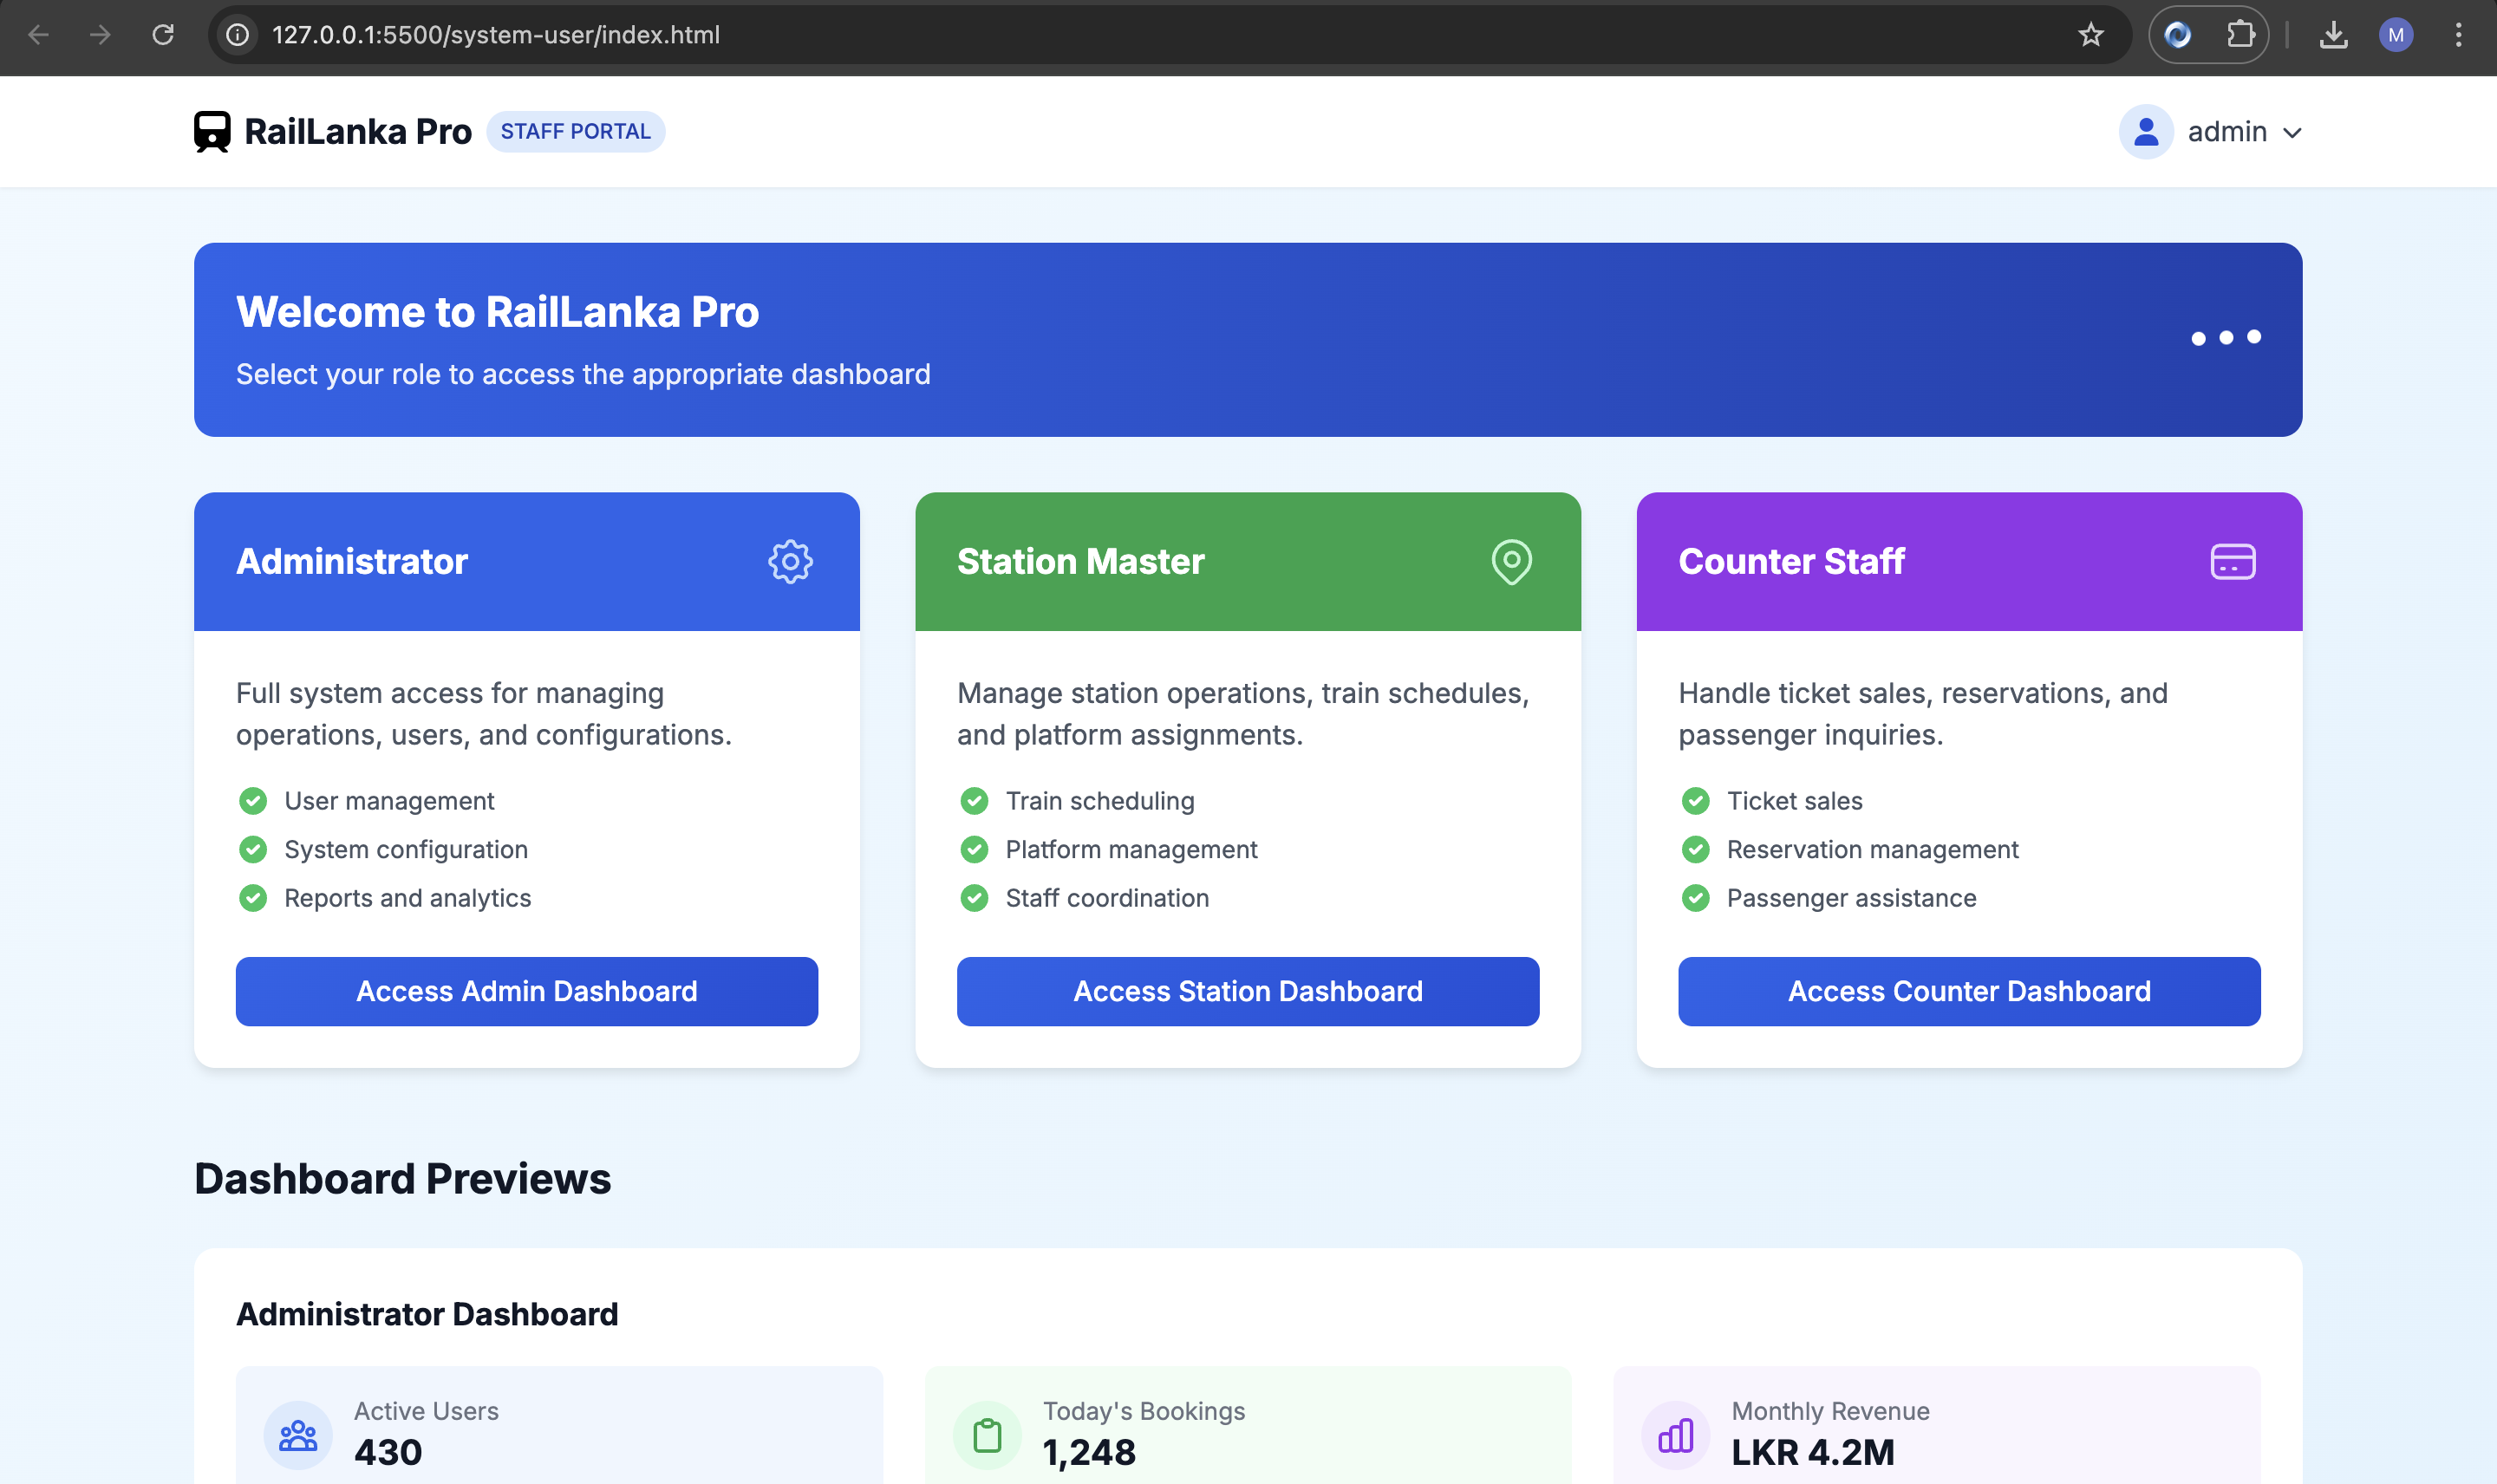 127.0.0.1:5500/system-user/index.html
M
RailLanka Pro STAFF PORTAL
admin
Welcome to RailLanka Pro
Select your role to access the appropriate dashboard
Administrator
Full system access for managing
operations, users, and configurations.
User management
System configuration
Reports and analytics
Access Admin Dashboard
Station Master
Manage station operations, train schedules,
and platform assignments.
Train scheduling
Platform management
Staff coordination
Access Station Dashboard
Counter Staff
Handle ticket sales, reservations, and
passenger inquiries.
Ticket sales
Reservation management
Passenger assistance
Access Counter Dashboard
Dashboard Previews
Administrator Dashboard
Active Users
430
Today's Bookings
1,248
Monthly Revenue
LKR 4.2M